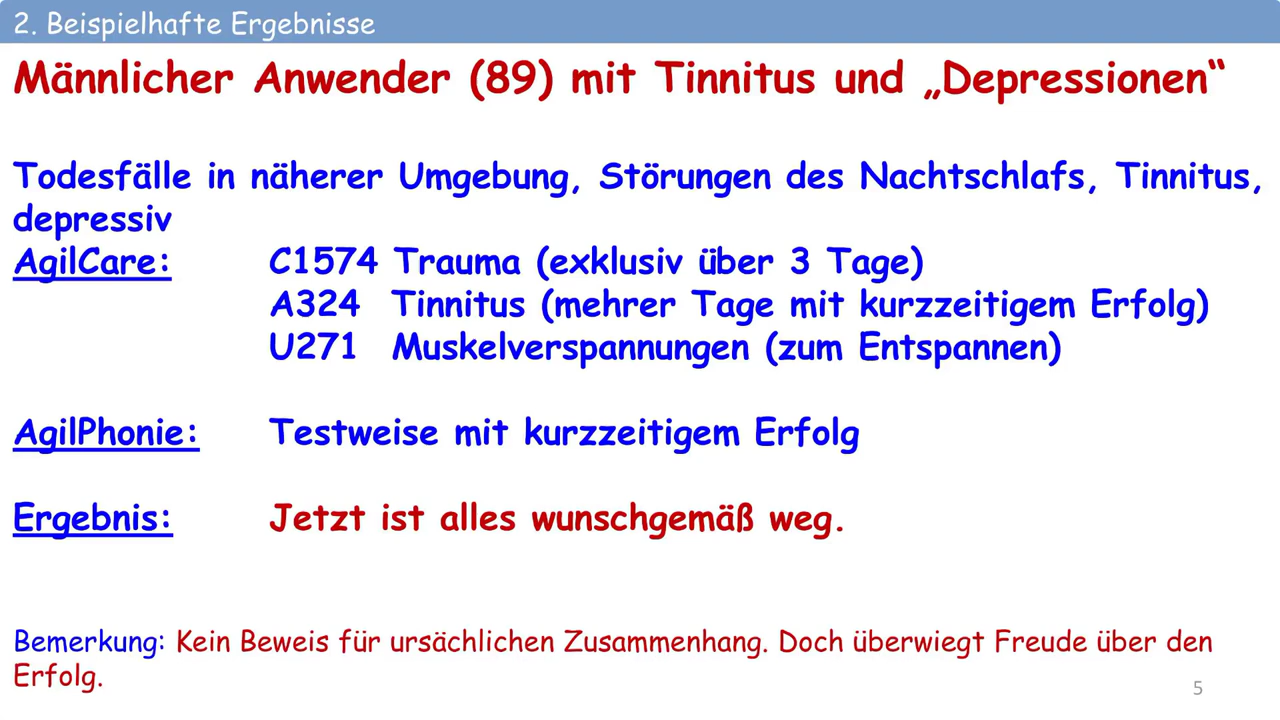 2. Beispielhafte Ergebnisse
Männlicher Anwender (89) mit Tinnitus und „Depressionen“
Todesfälle in näherer Umgebung, Störungen des Nachtschlafs, Tinnitus,
depressiv
AgilCare: C1574 Trauma (exklusiv über 3 Tage)
A324 Tinnitus (mehrer Tage mit kurzzeitigem Erfolg)
U271 Muskelverspannungen (zum Entspannen)
AgilPhonie: Testweise mit kurzzeitigem Erfolg
Ergebnis: Jetzt ist alles wunschgemäß weg.
Bemerkung: Kein Beweis für ursächlichen Zusammenhang. Doch überwiegt Freude über den
Erfolg.
5